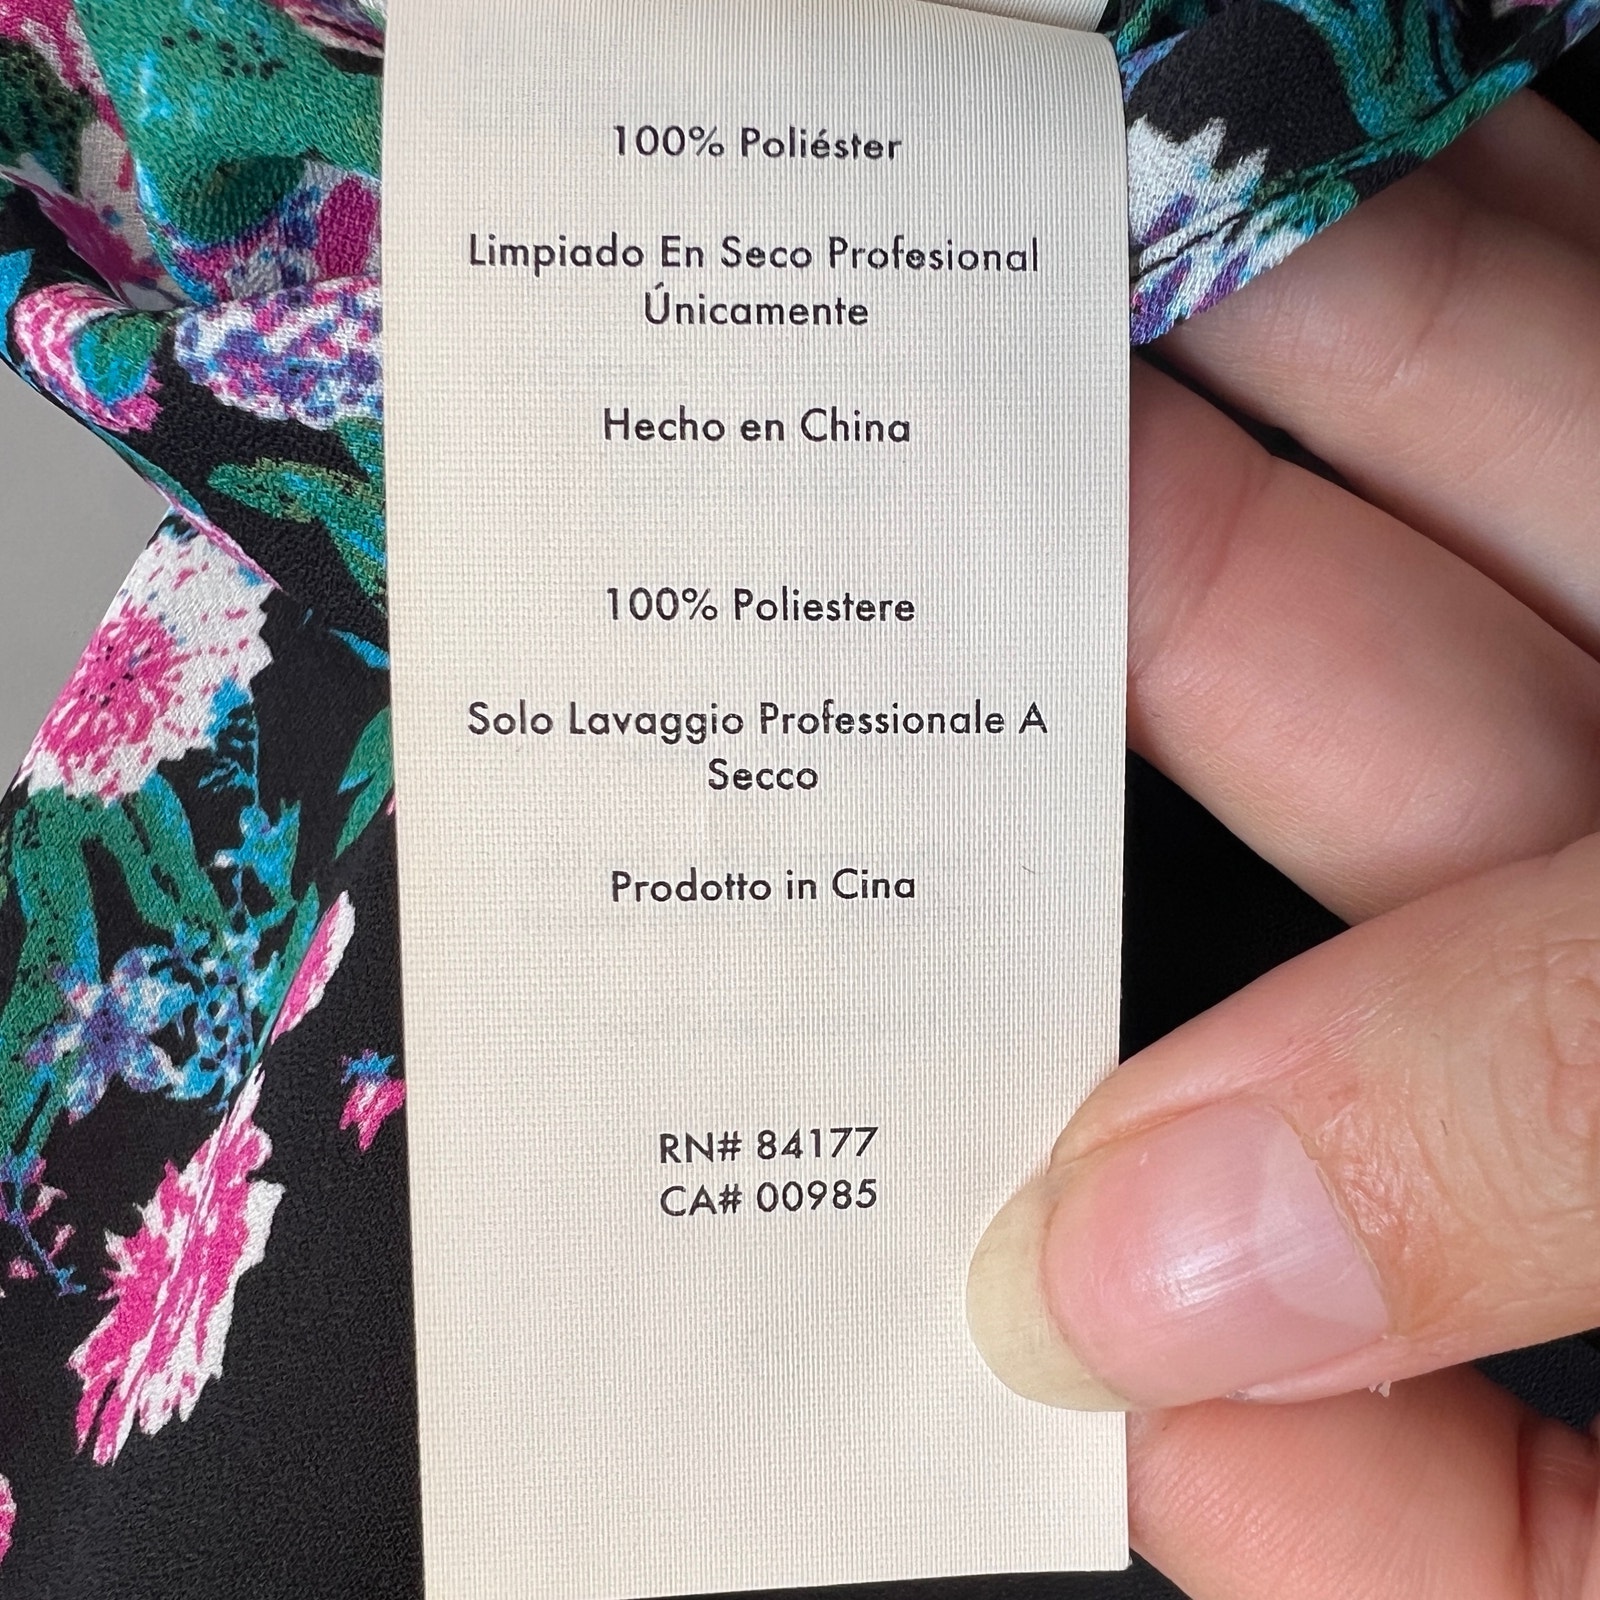 100% Poliéster
Limpiado En Seco Profesional
Únicamente
Hecho en China
100% Poliestere
Solo Lavaggio Professionale A
Secco
Prodotto in Cina
RN# 84177
CA# 00985